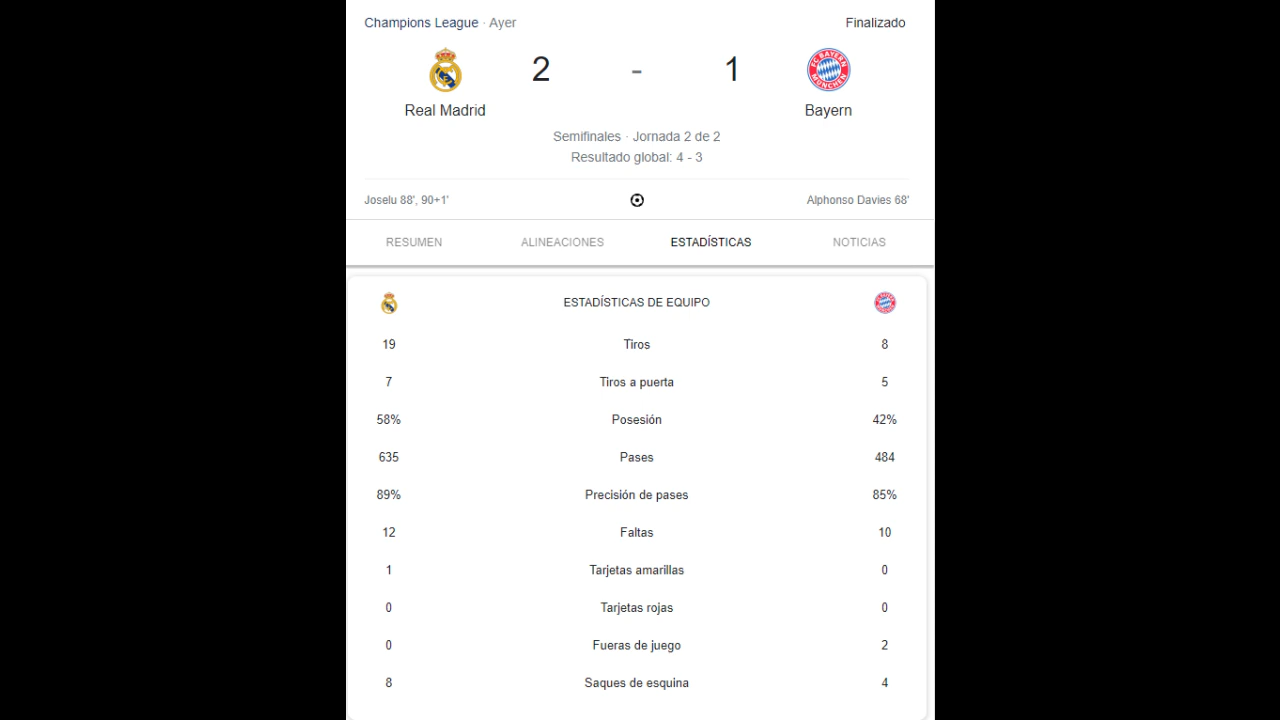 Champions League · Ayer Finalizado
2 - 1
FC BAYERN MÜNCHEN
Real Madrid Bayern
Semifinales · Jornada 2 de 2
Resultado global: 4 - 3
Joselu 88', 90+1' Alphonso Davies 68'
RESUMEN ALINEACIONES ESTADÍSTICAS NOTICIAS
ESTADÍSTICAS DE EQUIPO
19 Tiros 8
7 Tiros a puerta 5
58% Posesión 42%
635 Pases 484
89% Precisión de pases 85%
12 Faltas 10
1 Tarjetas amarillas 0
0 Tarjetas rojas 0
0 Fueras de juego 2
8 Saques de esquina 4